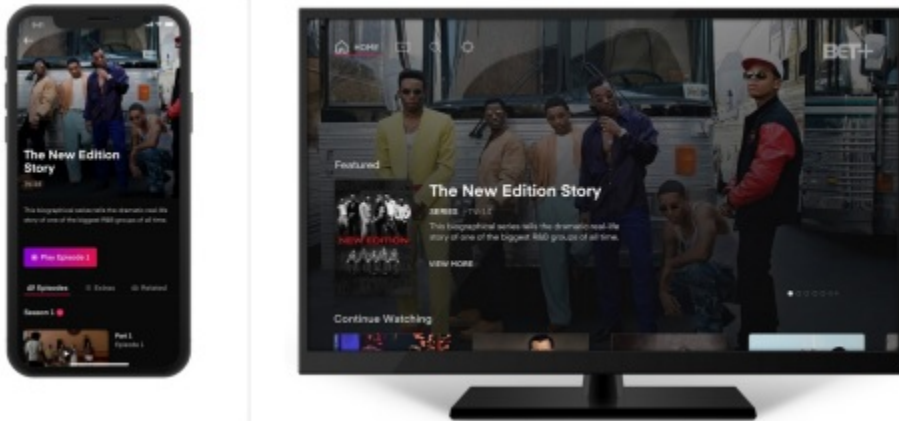 The New Edition
Story
This biographical series tells the dramatic real-life
story of one of the biggest R&B groups of all time.
Play Episode 1
Episodes
Extras
Related
Season 1
Part 1
Episode 1
HOME
BET+
Featured
NEW EDITION
The New Edition Story
SERIES TV-14
This biographical series tells the dramatic real-life
story of one of the biggest R&B groups of all time.
VIEW MORE
Continue Watching